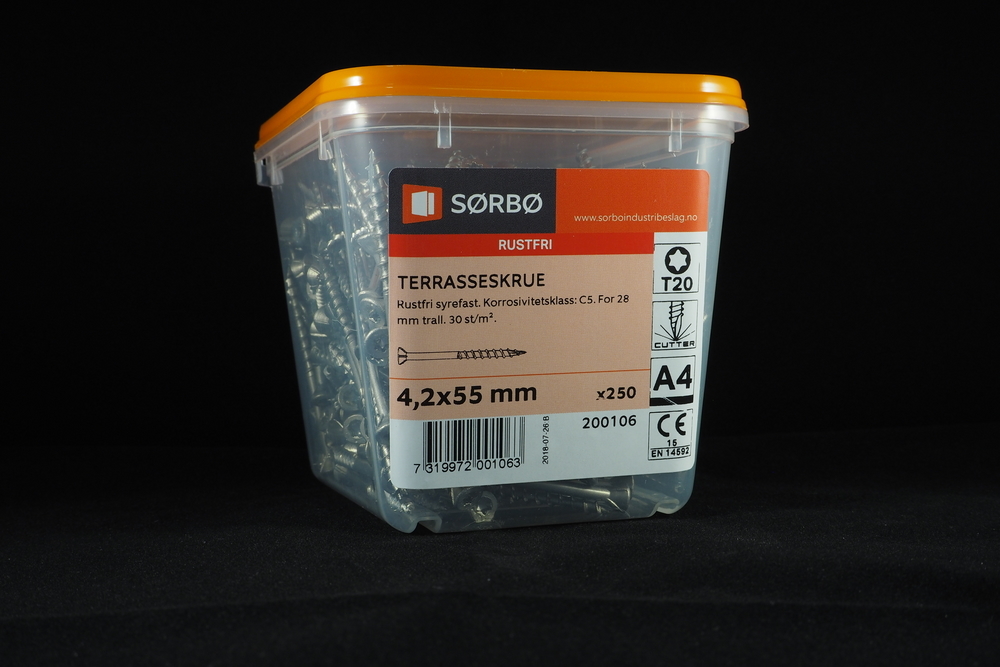 SØRBØ
www.sorboindustribeslag.no
RUSTFRI
TERRASSESKRUE
Rustfri syrefast. Korrosivitetsklass: C5. For 28
mm trall. 30 st/m².
4,2x55 mm
x250
200106
7 319972 001063
2018-07-26.B
T20
CUTTER
A4
CE
15
EN 14592